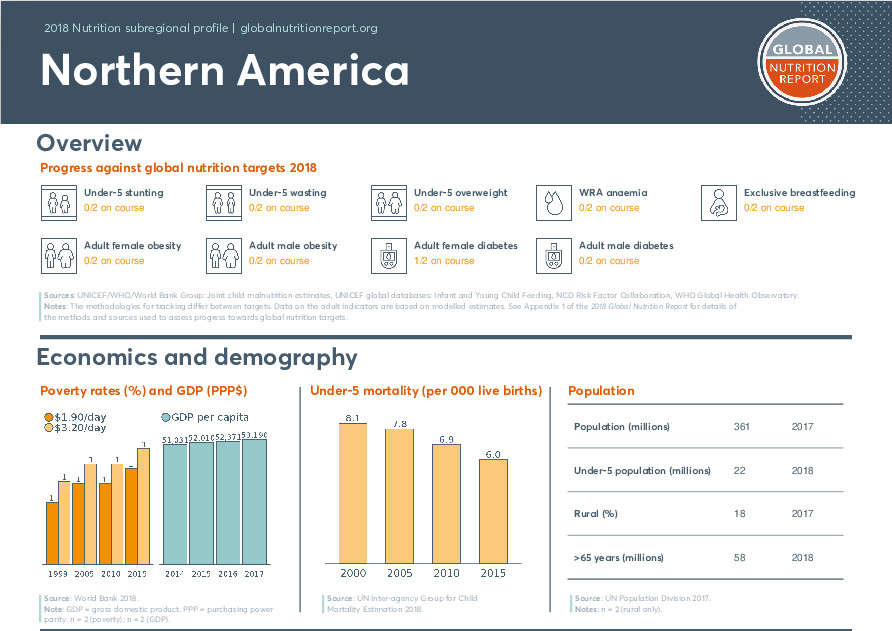 2018 Nutrition subregional profile | globalnutritionreport.org
Northern America
GLOBAL
NUTRITION
REPORT
Overview
Progress against global nutrition targets 2018
Under-5 stunting
0/2 on course
Under-5 wasting
0/2 on course
Under-5 overweight
0/2 on course
WRA anaemia
0/2 on course
Exclusive breastfeeding
0/2 on course
Adult female obesity
0/2 on course
Adult male obesity
0/2 on course
Adult female diabetes
1/2 on course
Adult male diabetes
0/2 on course
Sources: UNICEF/WHO/World Bank Group: Joint child malnutrition estimates; UNICEF global databases: Infant and Young Child Feeding, NCD Risk Factor Collaboration, WHO Global Health Observatory.
Notes: The methodologies for tracking differ between targets. Data on the adult indicators are based on modelled estimates. See Appendix 1 of the 2018 Global Nutrition Report for details of
the methods and sources used to assess progress towards global nutrition targets.
Economics and demography
Poverty rates (%) and GDP (PPP$)
$1.90/day
$3.20/day
GDP per capita
1 1 1 1 1 1 1
51,031 52,010 52,371 53,190
1999 2005 2010 2015
2014 2015 2016 2017
Source: World Bank 2018.
Note: GDP = gross domestic product. PPP = purchasing power
parity. n = 2 (poverty); n = 2 (GDP).
Under-5 mortality (per 000 live births)
8.1 7.8 6.9 6.0
2000 2005 2010 2015
Source: UN Inter-agency Group for Child
Mortality Estimation 2018.
Population
Population (millions) 361 2017
Under-5 population (millions) 22 2018
Rural (%) 18 2017
>65 years (millions) 58 2018
Source: UN Population Division 2017.
Notes: n = 2 (rural only).